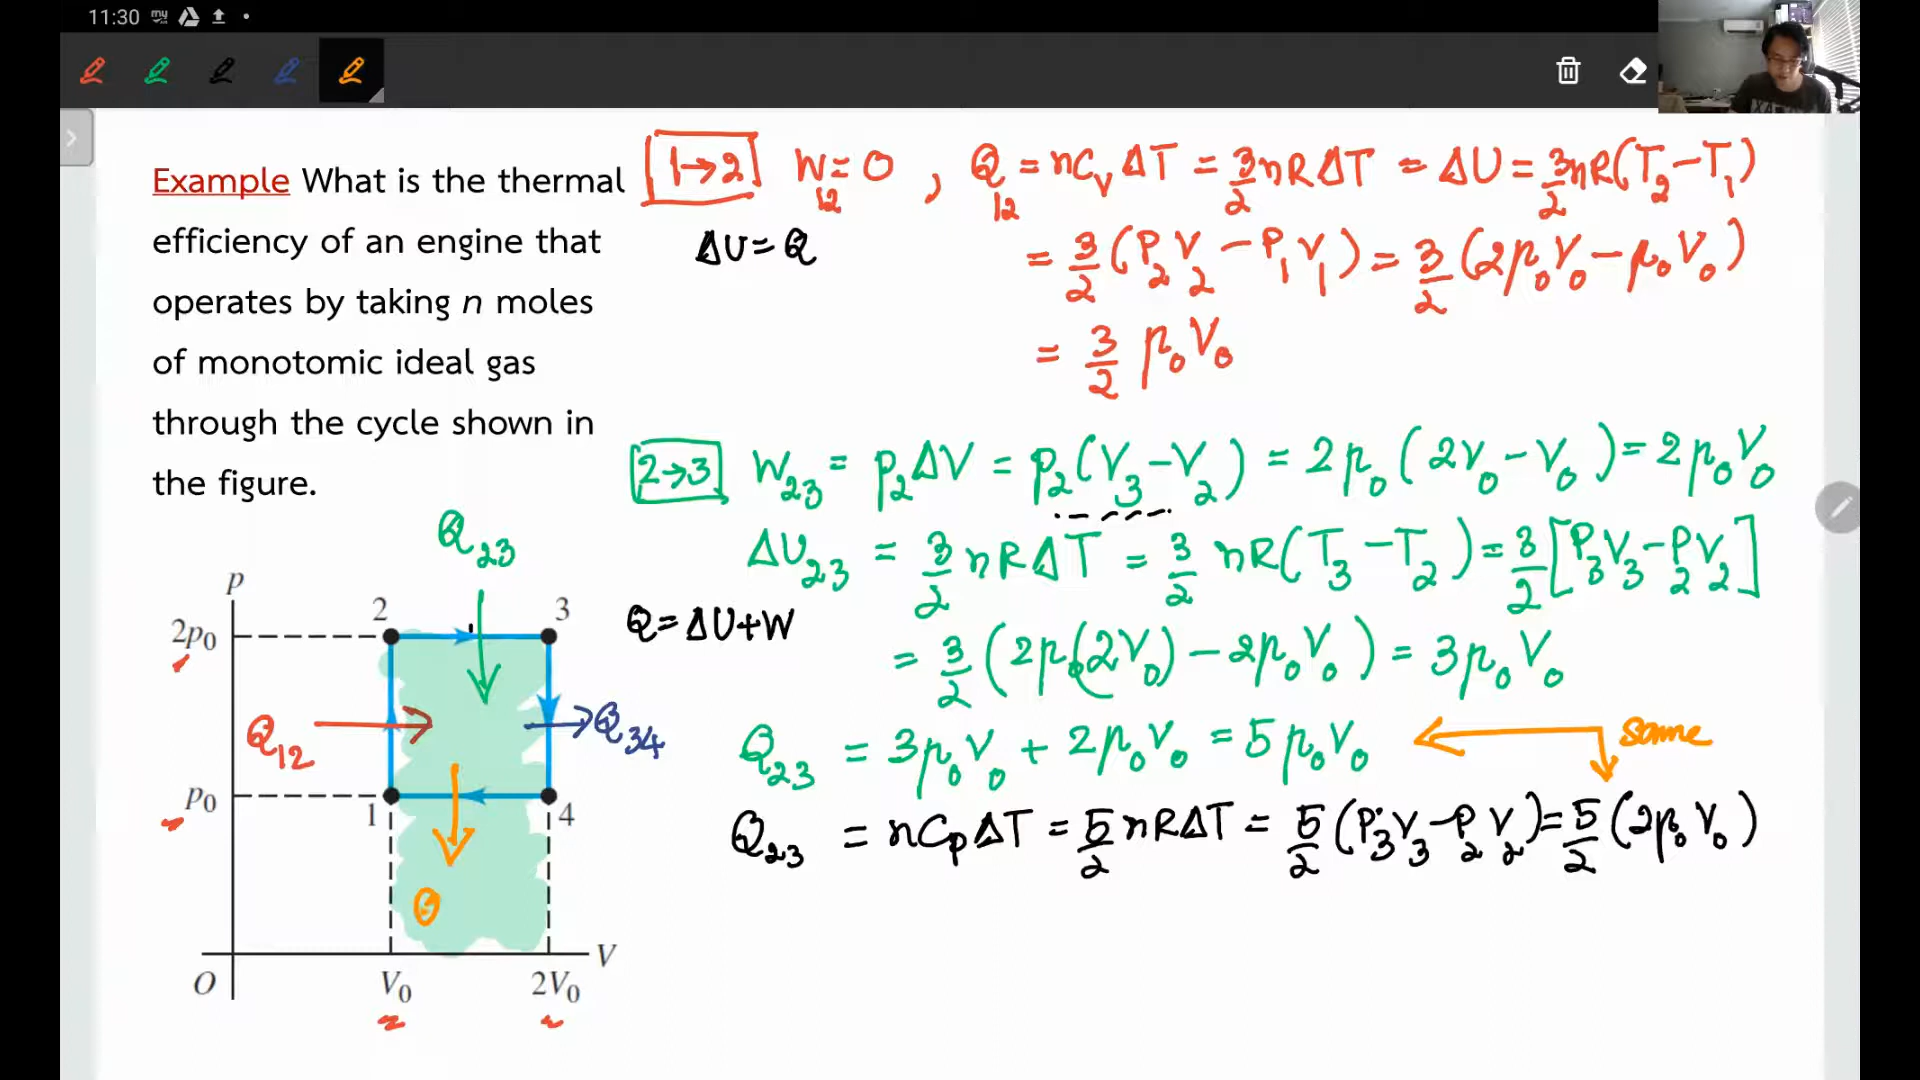 11:30
Example What is the thermal
efficiency of an engine that
operates by taking n moles
of monotomic ideal gas
through the cycle shown in
the figure.
1→2 W₁₂ = 0 , Q₁₂ = nCᵥΔT = 3/2 nRΔT = ΔU = 3/2 nR(T₂-T₁)
ΔU = Q
= 3/2 (P₂V₂ - P₁V₁) = 3/2 (2p₀V₀ - p₀V₀)
= 3/2 p₀V₀
2→3 W₂₃ = p₂ΔV = p₂(V₃-V₂) = 2p₀(2V₀-V₀) = 2p₀V₀
ΔU₂₃ = 3/2 nRΔT = 3/2 nR(T₃-T₂) = 3/2 [P₃V₃-P₂V₂]
Q = ΔU+W
= 3/2 (2p₀(2V₀) - 2p₀V₀) = 3p₀V₀
Q₂₃ = 3p₀V₀ + 2p₀V₀ = 5p₀V₀
same
Q₂₃ = nCₚΔT = 5/2 nRΔT = 5/2 (P₃V₃-P₂V₂) = 5/2 (2p₀V₀)
Q₂₃
p
2 3
2p₀
Q₁₂
Q₃₄
p₀
1 4
V
O V₀ 2V₀